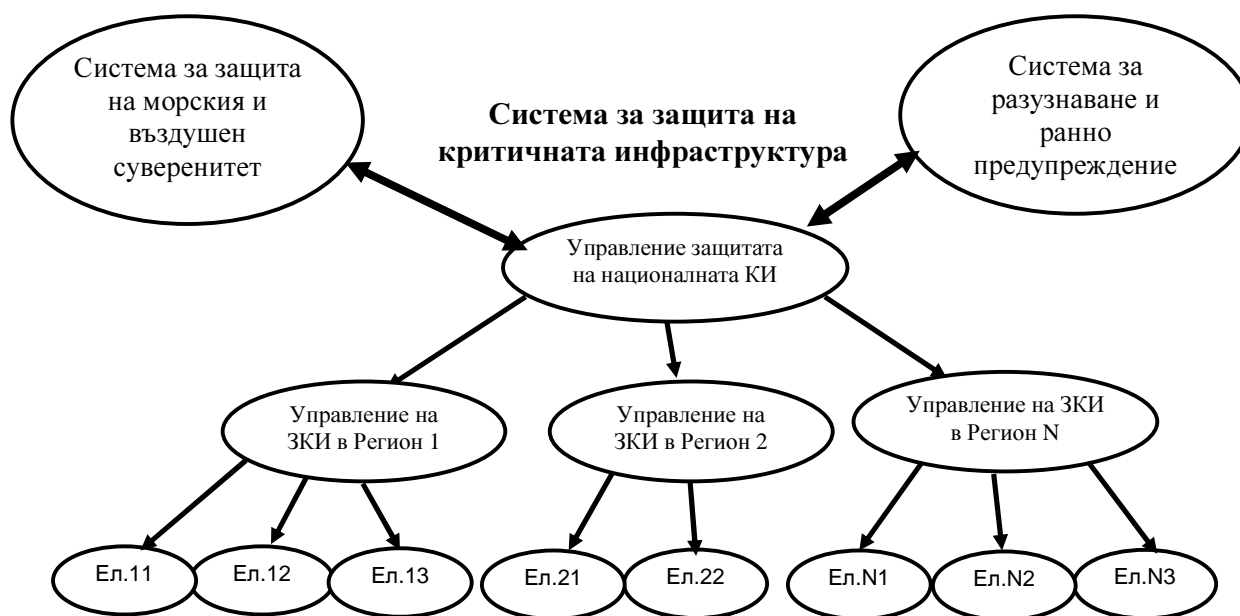 Система за защита
на морския и
въздушен
суверенитет
Система за защита на
критичната инфраструктура
Система за
разузнаване и
ранно
предупреждение
Управление защитата
на националната КИ
Управление на
ЗКИ в Регион 1
Управление на
ЗКИ в Регион 2
Управление на ЗКИ
в Регион N
Ел.11
Ел.12
Ел.13
Ел.21
Ел.22
Ел.N1
Ел.N2
Ел.N3